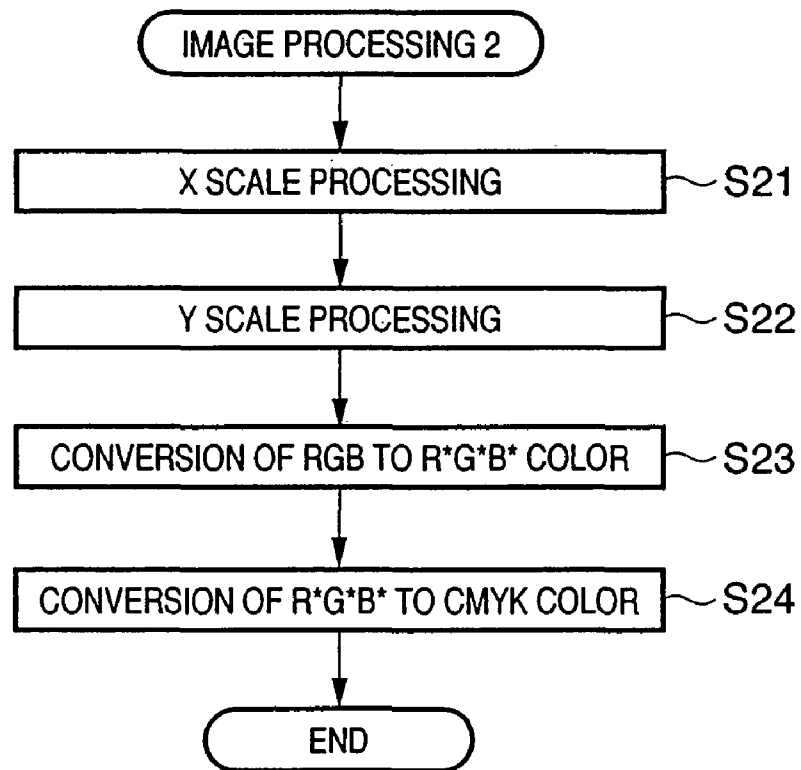 IMAGE PROCESSING 2
X SCALE PROCESSING
S21
Y SCALE PROCESSING
S22
CONVERSION OF RGB TO R*G*B* COLOR
S23
CONVERSION OF R*G*B* TO CMYK COLOR
S24
END